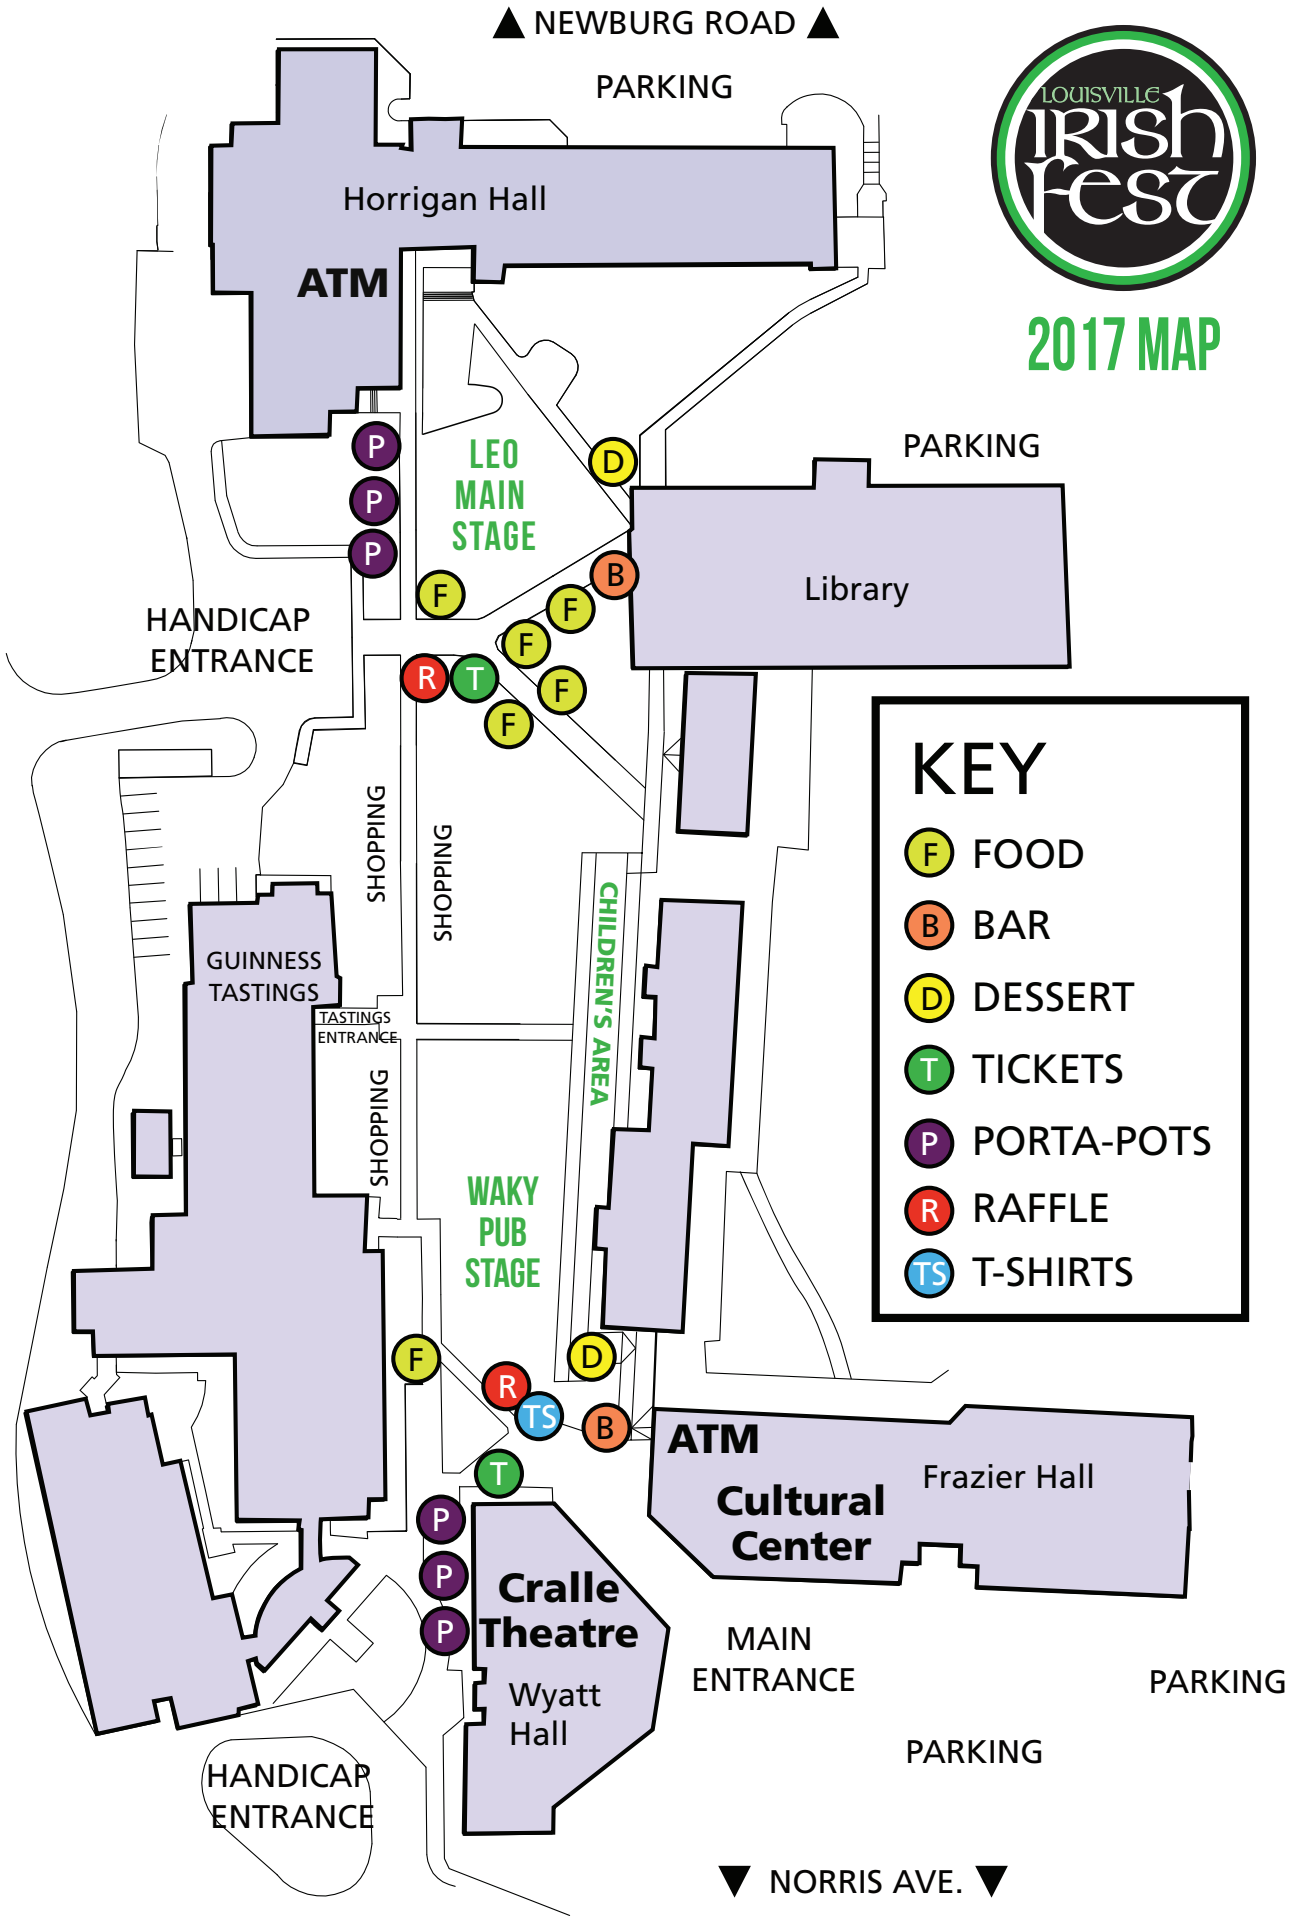 ▲ NEWBURG ROAD ▲
PARKING
LOUISVILLE
IRISH
FEST
2017 MAP
Horrigan Hall
ATM
PARKING
P
P
P
LEO
MAIN
STAGE
D
B
Library
F
F
F
F
F
HANDICAP
ENTRANCE
R
T
SHOPPING
SHOPPING
KEY
F FOOD
B BAR
D DESSERT
T TICKETS
P PORTA-POTS
R RAFFLE
TS T-SHIRTS
CHILDREN'S AREA
GUINNESS
TASTINGS
TASTINGS
ENTRANCE
SHOPPING
WAKY
PUB
STAGE
F
D
R
TS
B
T
ATM
Frazier Hall
Cultural
Center
P
P
P
Cralle
Theatre
Wyatt
Hall
MAIN
ENTRANCE
PARKING
PARKING
HANDICAP
ENTRANCE
▼ NORRIS AVE. ▼